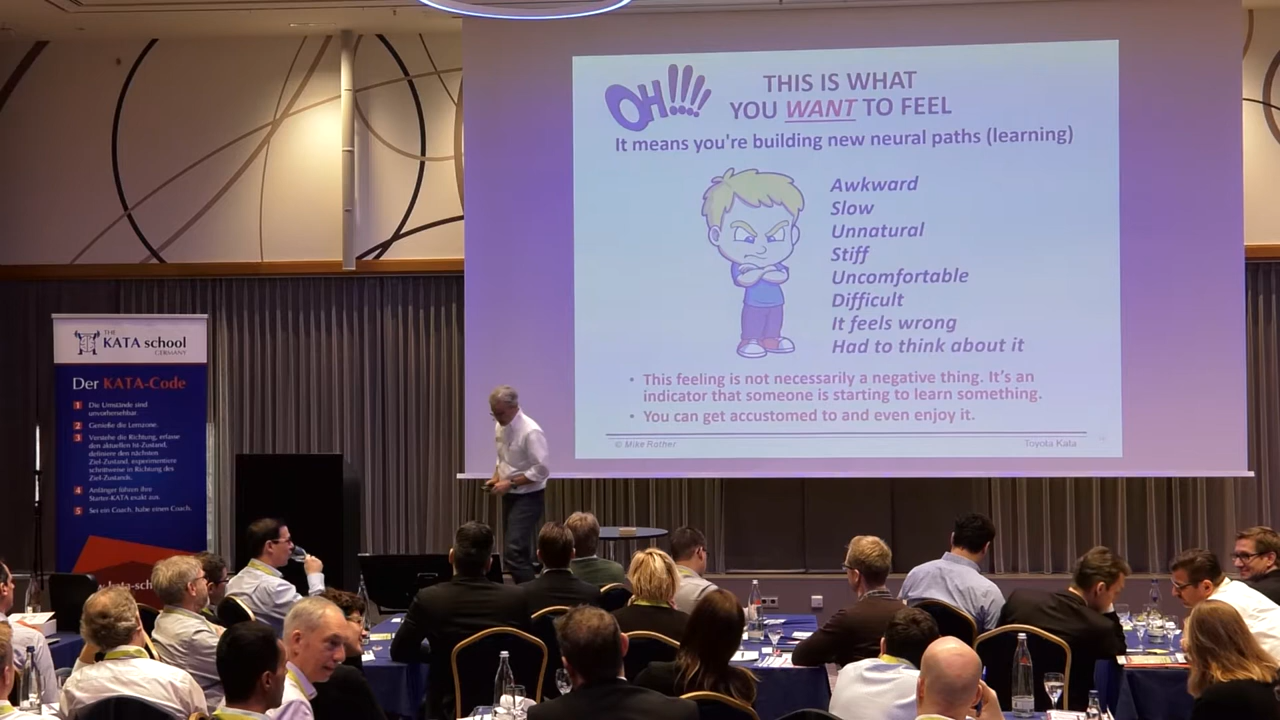 THE
KATA school
GERMANY
Der KATA-Code
1 Die Umstände sind
unvorhersehbar.
2 Genieße die Lernzone.
3 Verstehe die Richtung, erfasse
den aktuellen Ist-Zustand,
definiere den nächsten
Ziel-Zustand, experimentiere
schrittweise in Richtung des
Ziel-Zustands.
4 Anfänger führen ihre
Starter-KATA exakt aus.
5 Sei ein Coach, habe einen Coach.
OH!!!!
THIS IS WHAT
YOU WANT TO FEEL
It means you're building new neural paths (learning)
Awkward
Slow
Unnatural
Stiff
Uncomfortable
Difficult
It feels wrong
Had to think about it
• This feeling is not necessarily a negative thing. It's an
indicator that someone is starting to learn something.
• You can get accustomed to and even enjoy it.
© Mike Rother
Toyota Kata